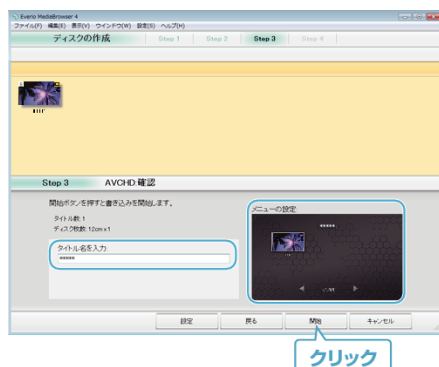 Everio MediaBrowser 4
ファイル(F) 編集(E) 表示(V) ウインドウ(W) 設定(S) ヘルプ(H)
ディスクの作成 Step 1 Step 2 Step 3 Step 4
Step 3 AVCHD:確認
開始ボタンを押すと書き込みを開始します。
タイトル数: 1
ディスク枚数: 12cm x 1
タイトル名を入力:
*****
メニューの設定:
*****
設定 戻る 開始 キャンセル
クリック